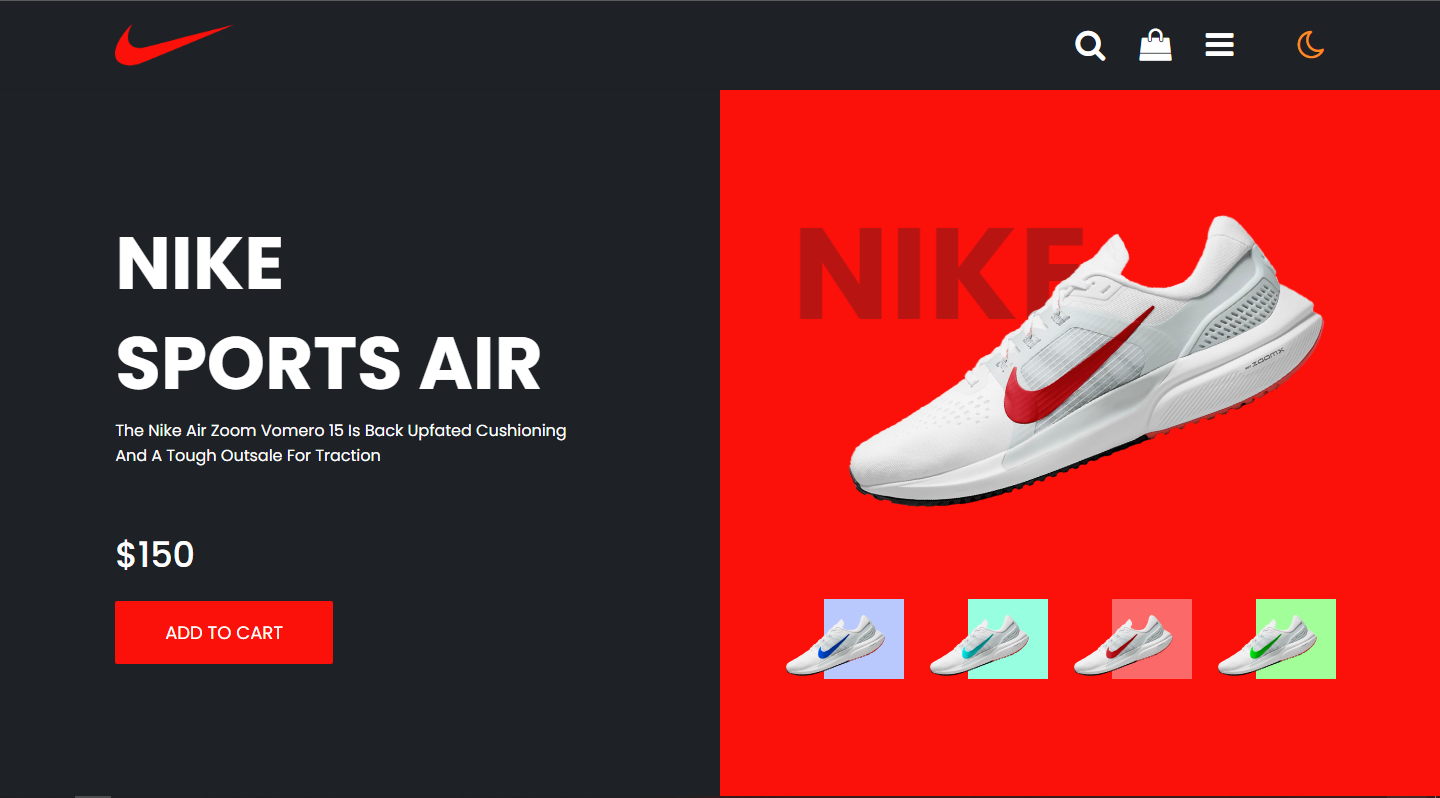 NIKE
SPORTS AIR
The Nike Air Zoom Vomero 15 Is Back Upfated Cushioning
And A Tough Outsale For Traction
$150
ADD TO CART
NIKE
ZOOMX